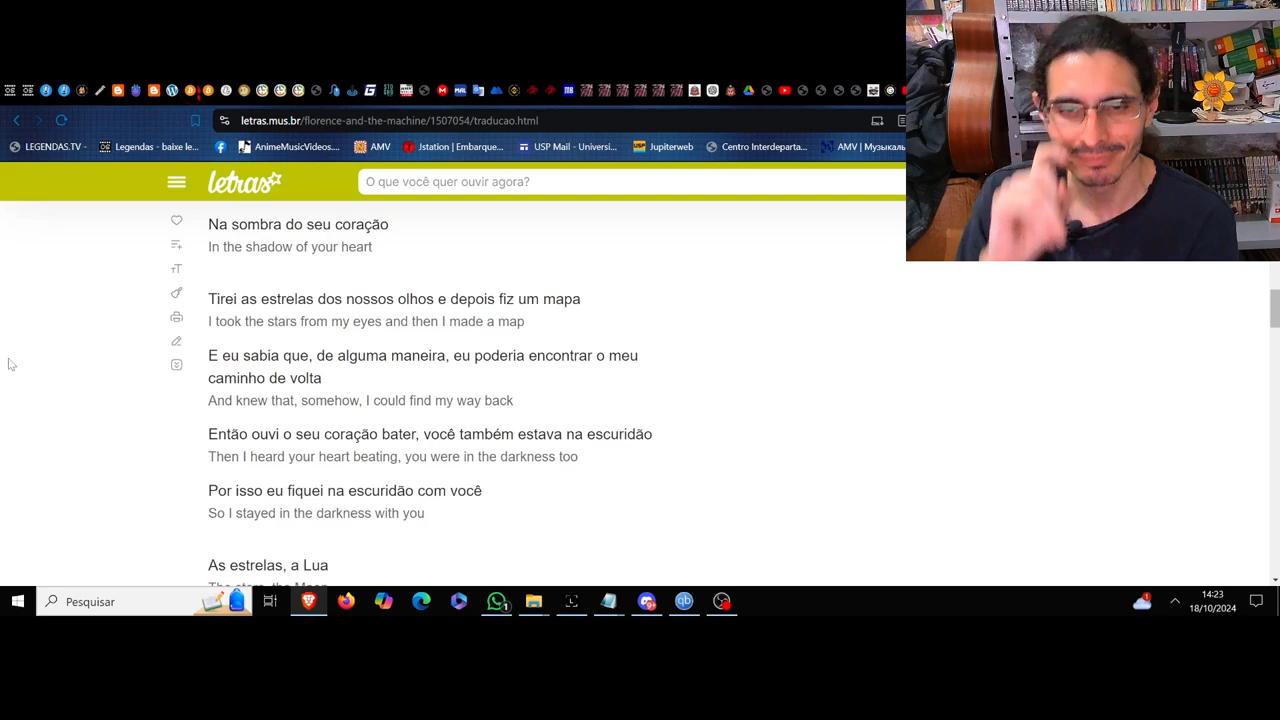 letras.mus.br/florence-and-the-machine/1507054/traducao.html
LEGENDAS.TV -
Legendas - baixe le...
AnimeMusicVideos....
AMV
Jstation | Embarque...
USP Mail - Universi...
Jupiterweb
Centro Interdeparta...
AMV | Музыкаль
letras
O que você quer ouvir agora?
Na sombra do seu coração
In the shadow of your heart
Tirei as estrelas dos nossos olhos e depois fiz um mapa
I took the stars from my eyes and then I made a map
E eu sabia que, de alguma maneira, eu poderia encontrar o meu
caminho de volta
And knew that, somehow, I could find my way back
Então ouvi o seu coração bater, você também estava na escuridão
Then I heard your heart beating, you were in the darkness too
Por isso eu fiquei na escuridão com você
So I stayed in the darkness with you
As estrelas, a Lua
The stars, the Moon
Pesquisar
14:23
18/10/2024